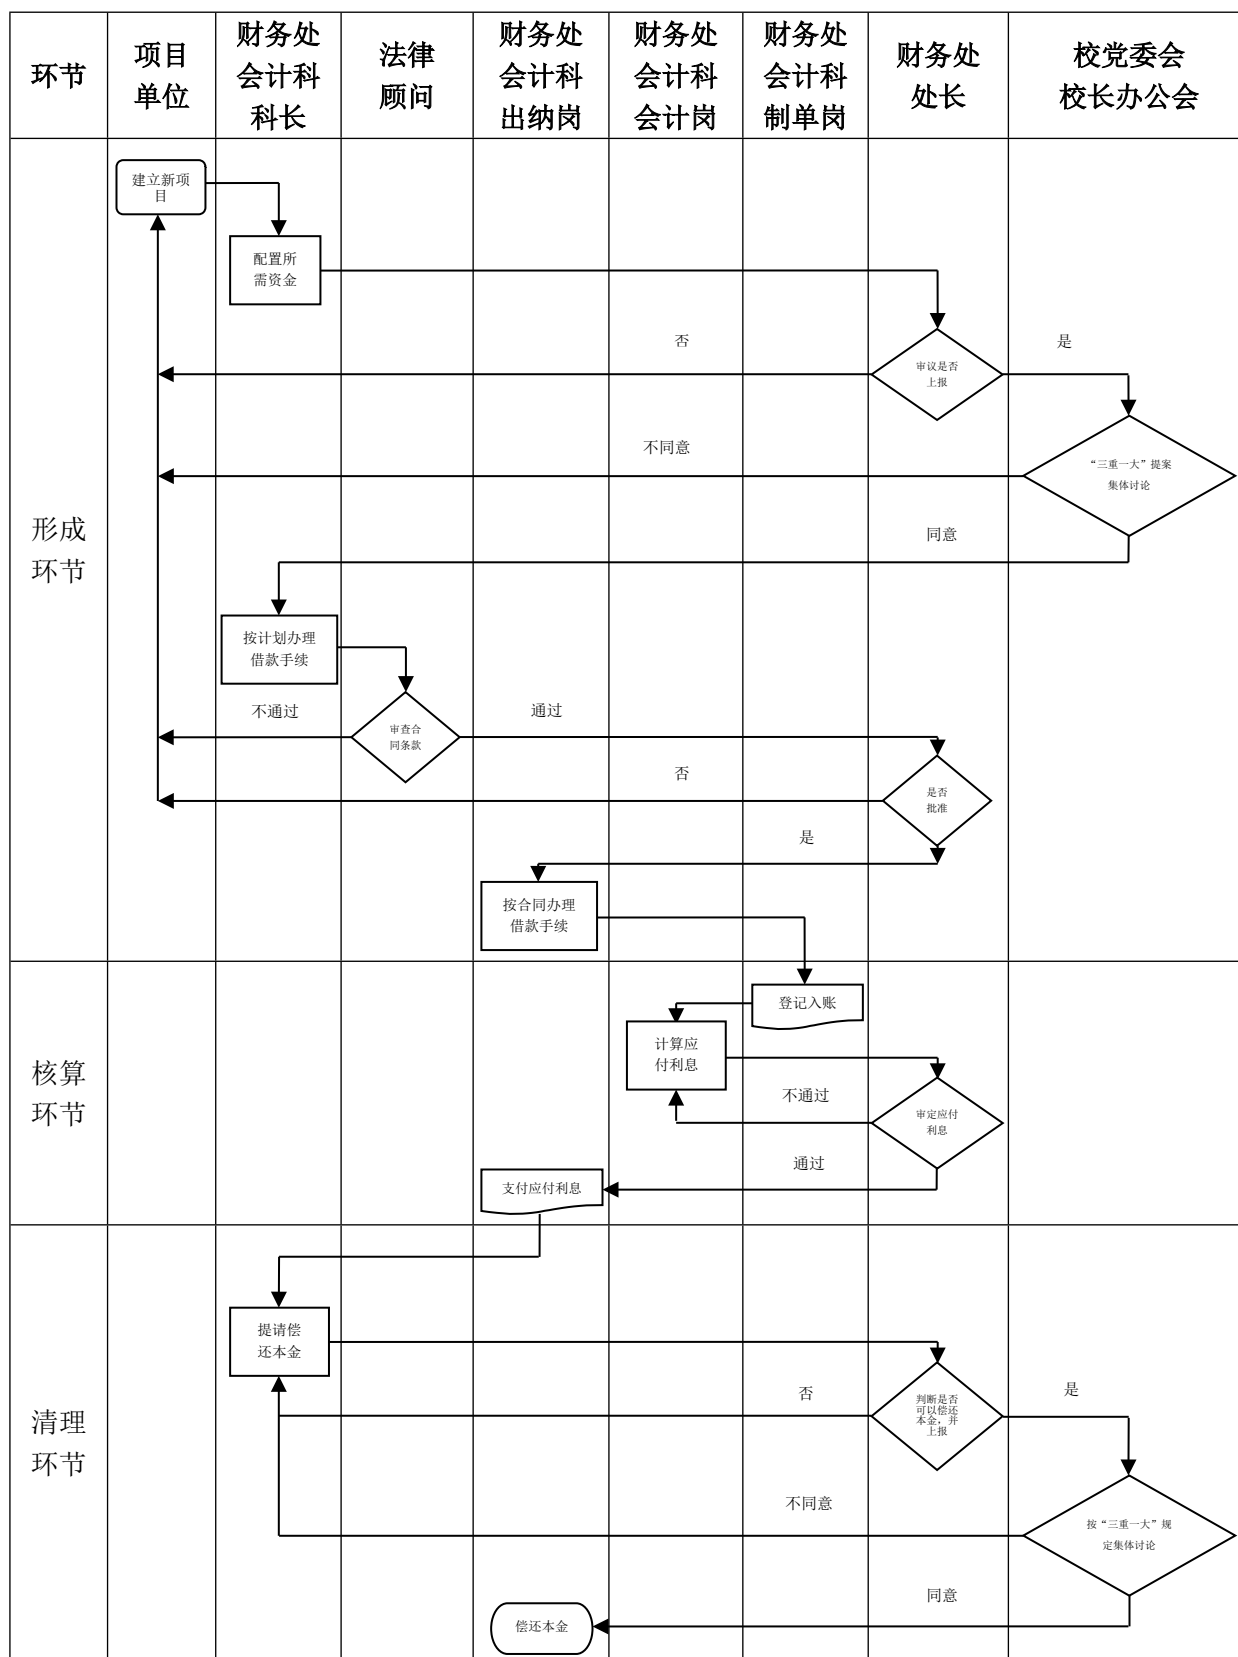 环节
项目
单位
财务处
会计科
科长
法律
顾问
财务处
会计科
出纳岗
财务处
会计科
会计岗
财务处
会计科
制单岗
财务处
处长
校党委会
校长办公会
形成
环节
建立新项
目
配置所
需资金
否
是
审议是否
上报
不同意
“三重一大”提案
集体讨论
同意
按计划办理
借款手续
不通过
审查合
同条款
通过
否
是否
批准
是
按合同办理
借款手续
核算
环节
登记入账
计算应
付利息
不通过
审定应付
利息
通过
支付应付利息
清理
环节
提请偿
还本金
否
判断是否
可以偿还
本金，并
上报
是
不同意
按“三重一大”规
定集体讨论
同意
偿还本金